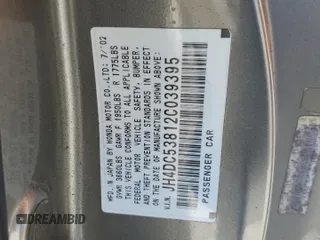 MFD. IN JAPAN BY HONDA MOTOR CO.,LTD: 7/'02
GVWR 3660LBS GAWR F 1950LBS R 1775LBS
THIS VEHICLE CONFORMS TO ALL APPLICABLE
FEDERAL MOTOR VEHICLE SAFETY, BUMPER,
AND THEFT PREVENTION STANDARDS IN EFFECT
ON THE DATE OF MANUFACTURE SHOWN ABOVE.
V.I.N. JH4DC53812C039395
PASSENGER CAR